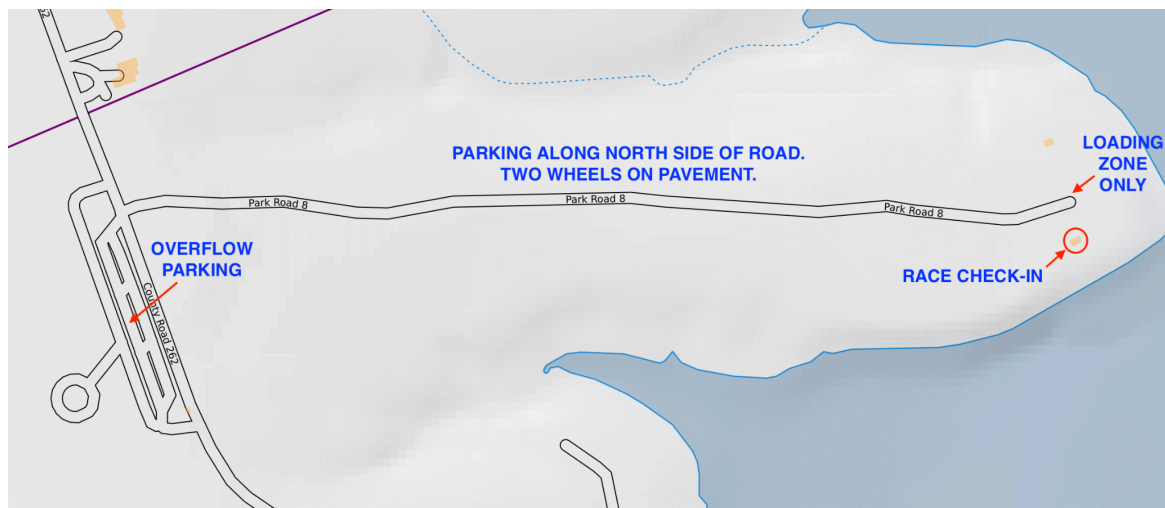 PARKING ALONG NORTH SIDE OF ROAD.
TWO WHEELS ON PAVEMENT.
LOADING
ZONE
ONLY
Park Road 8
Park Road 8
Park Road 8
OVERFLOW
PARKING
RACE CHECK-IN
County Road 262